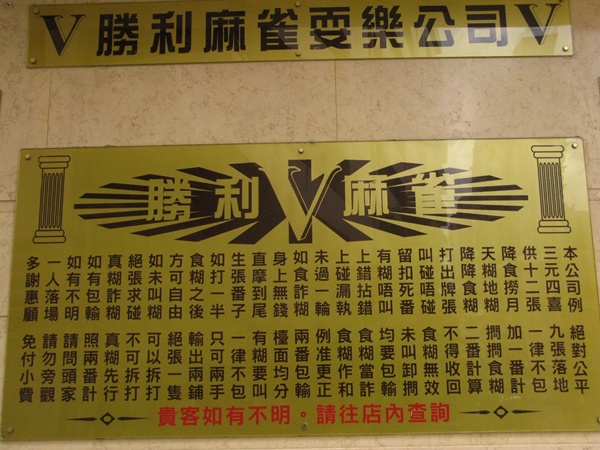 V 勝利麻雀耍樂公司 V
勝利 V 麻雀
本公司例 絕對公平
三元四喜 九張落地
供十二張 一律不包
降食撈月 加一番計
天糊地糊 食糊
降降食糊 二番計算
打出牌張 不得收回
叫碰唔碰 食糊無效
留扣死番 未叫卸
有糊唔叫 均要包輸
上錯拈錯 食糊當詐
上碰漏執 食糊作和
未過一輪 例准更正
如食詐糊 兩番包輸
身上無錢 檯面均分
直摩到尾 有糊要叫
生張番子 一律不包
如打一半 只可兩手
食糊之後 輸出兩鋪
方可自由 絕張一隻
如未叫糊 可以拆打
絕張求碰 不可拆打
真糊詐糊 真糊先行
如有包輸 照兩番計
如有不明 請問頭家
一人落場 請勿旁觀
多謝惠顧 免付小費
貴客如有不明。請往店內查詢